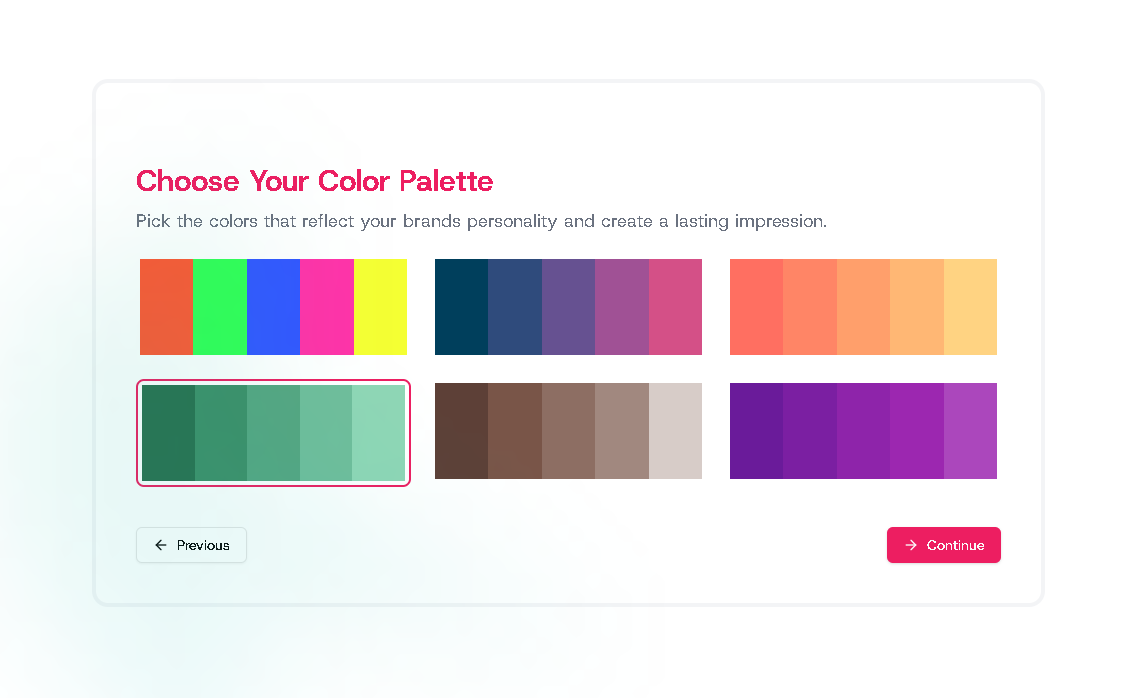 Choose Your Color Palette
Pick the colors that reflect your brands personality and create a lasting impression.
Previous
Continue